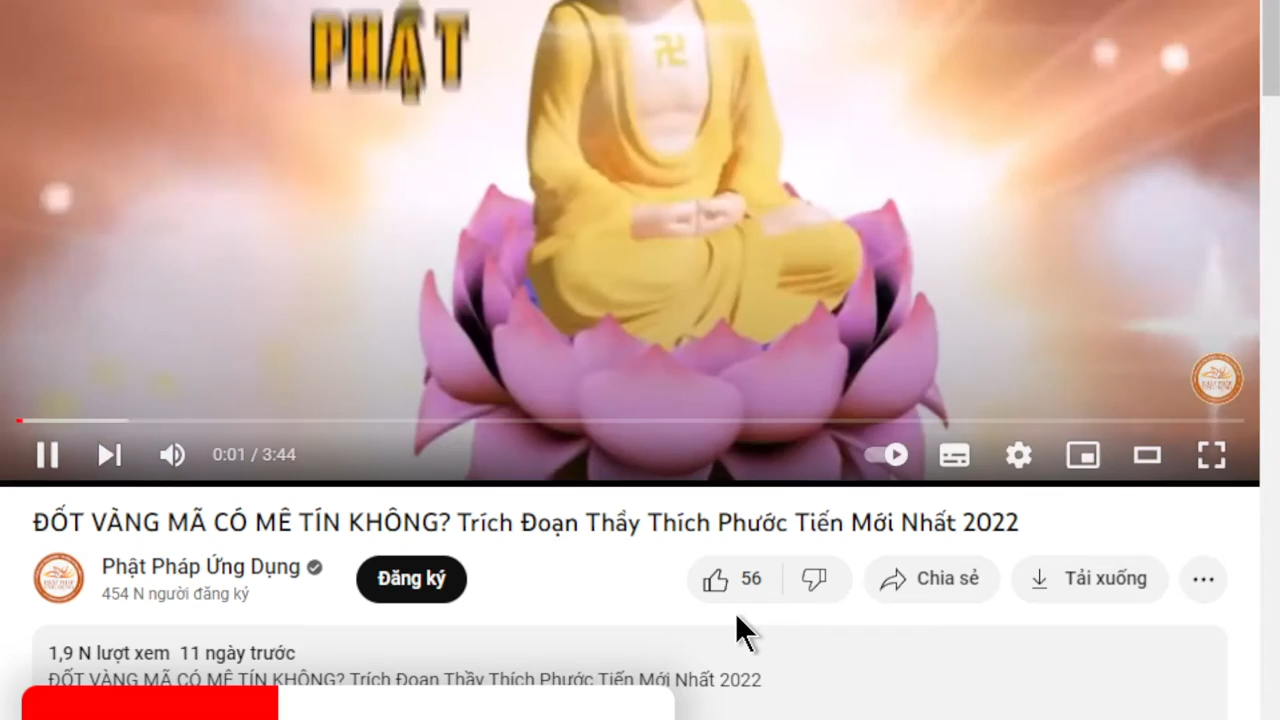 PHẬT
0:01 / 3:44
ĐỐT VÀNG MÃ CÓ MÊ TÍN KHÔNG? Trích Đoạn Thầy Thích Phước Tiến Mới Nhất 2022
Phật Pháp Ứng Dụng
454 N người đăng ký
Đăng ký
56
Chia sẻ
Tải xuống
1,9 N lượt xem 11 ngày trước
ĐỐT VÀNG MÃ CÓ MÊ TÍN KHÔNG? Trích Đoạn Thầy Thích Phước Tiến Mới Nhất 2022